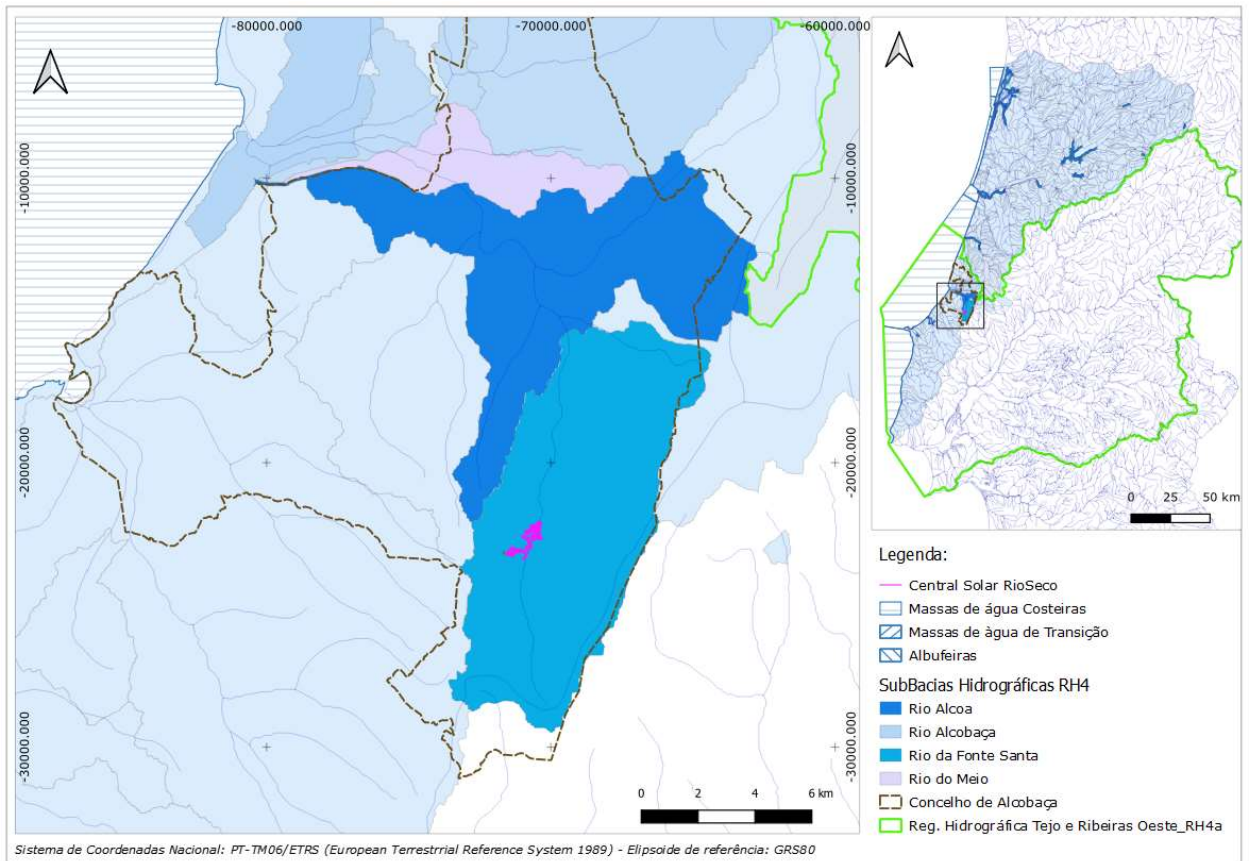 -80000.000
-70000.000
-60000.000
-10000.000
-10000.000
-20000.000
-20000.000
-30000.000
-30000.000
0 2 4 6 km
0 25 50 km
Legenda:
Central Solar RioSeco
Massas de água Costeiras
Massas de àgua de Transição
Albufeiras
SubBacias Hidrográficas RH4
Rio Alcoa
Rio Alcobaça
Rio da Fonte Santa
Rio do Meio
Concelho de Alcobaça
Reg. Hidrográfica Tejo e Ribeiras Oeste_RH4a
Sistema de Coordenadas Nacional: PT-TM06/ETRS (European Terrestrrial Reference System 1989) - Elipsoide de referência: GRS80